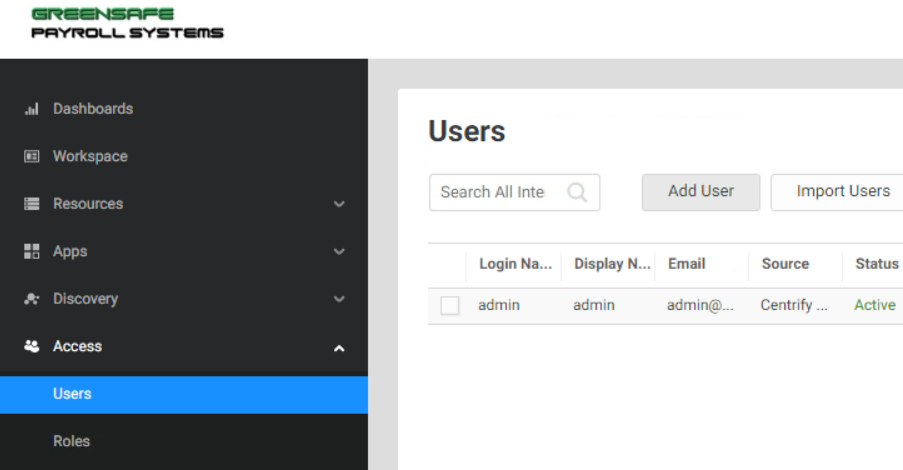 GREENSAFE
PAYROLL SYSTEMS
Dashboards
Workspace
Resources
Apps
Discovery
Access
Users
Roles
Users
Search All Inte
Add User
Import Users
Login Na... Display N... Email Source Status
admin admin admin@... Centrify ... Active